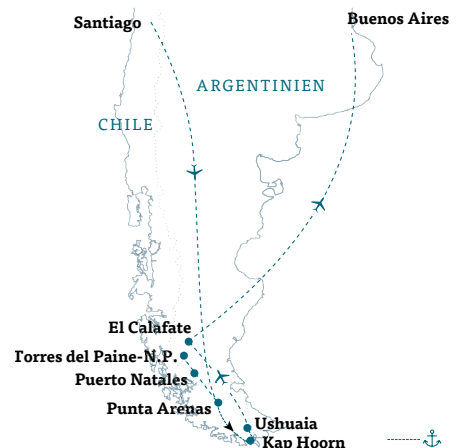 Santiago
Buenos Aires
ARGENTINIEN
CHILE
El Calafate
Torres del Paine-N.P.
Puerto Natales
Punta Arenas
Ushuaia
Kap Hoorn